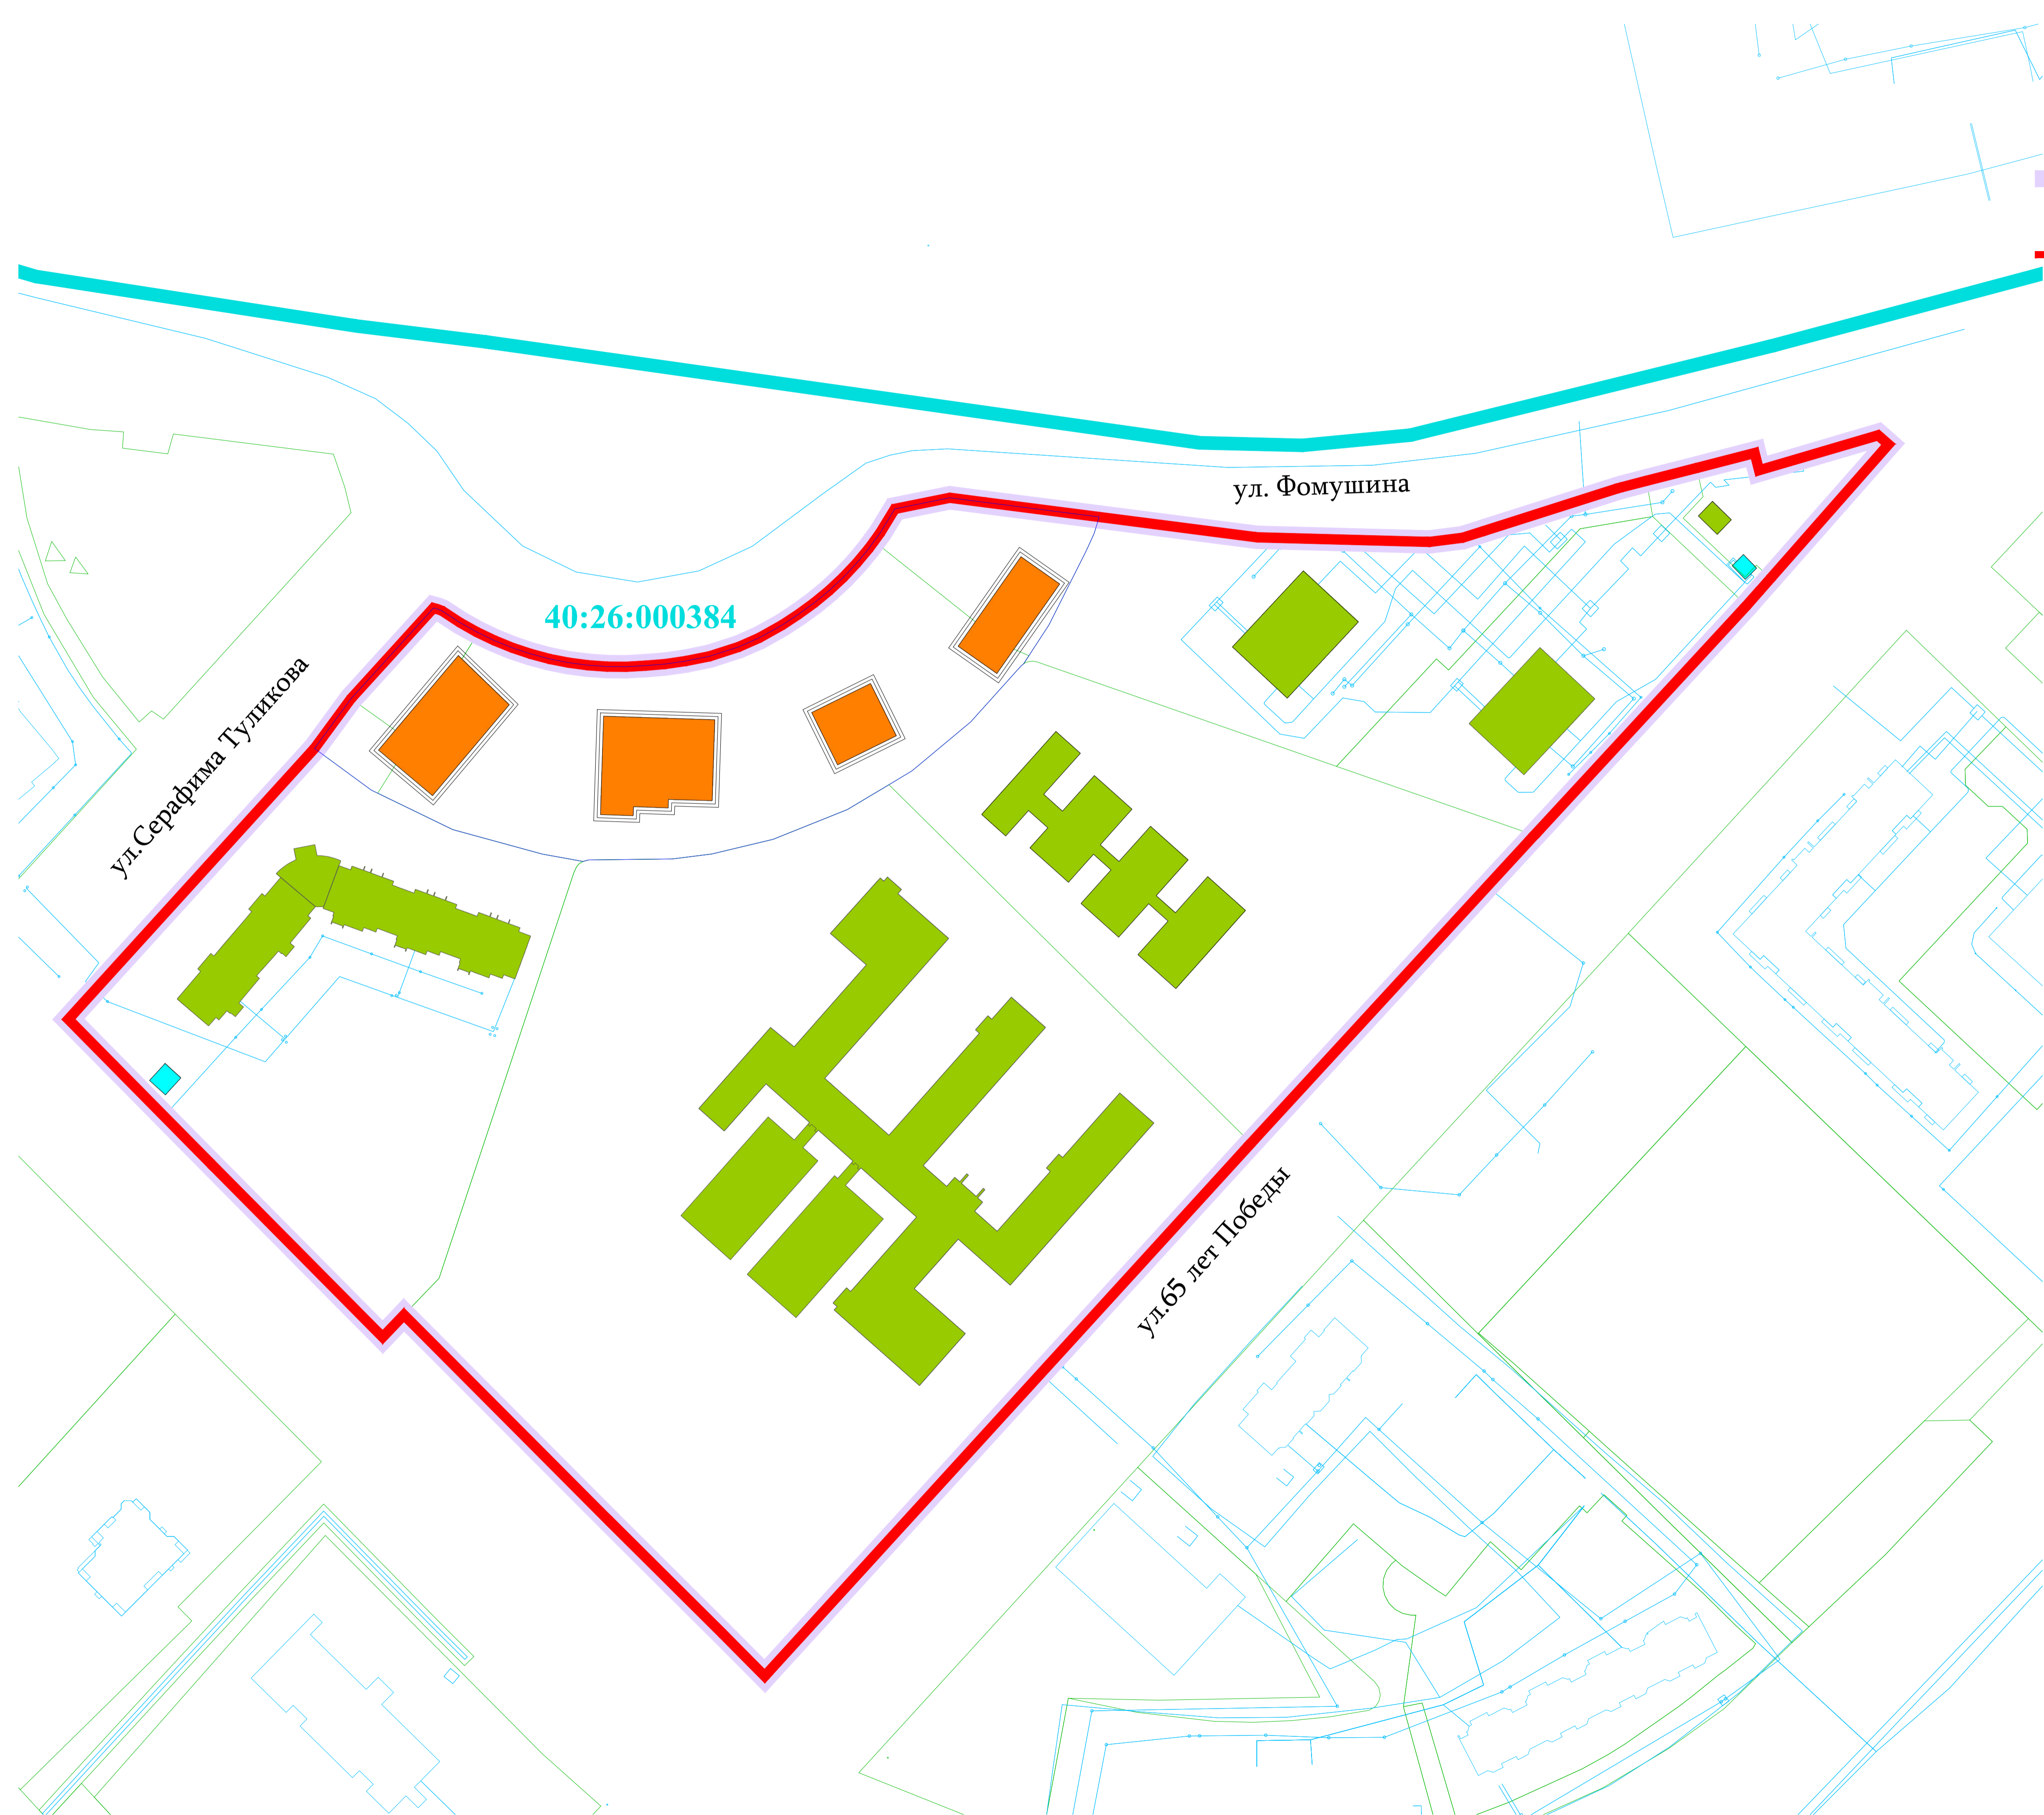 ул. Фомушина
40:26:000384
ул.Серафима Туликова
ул.65 лет Победы